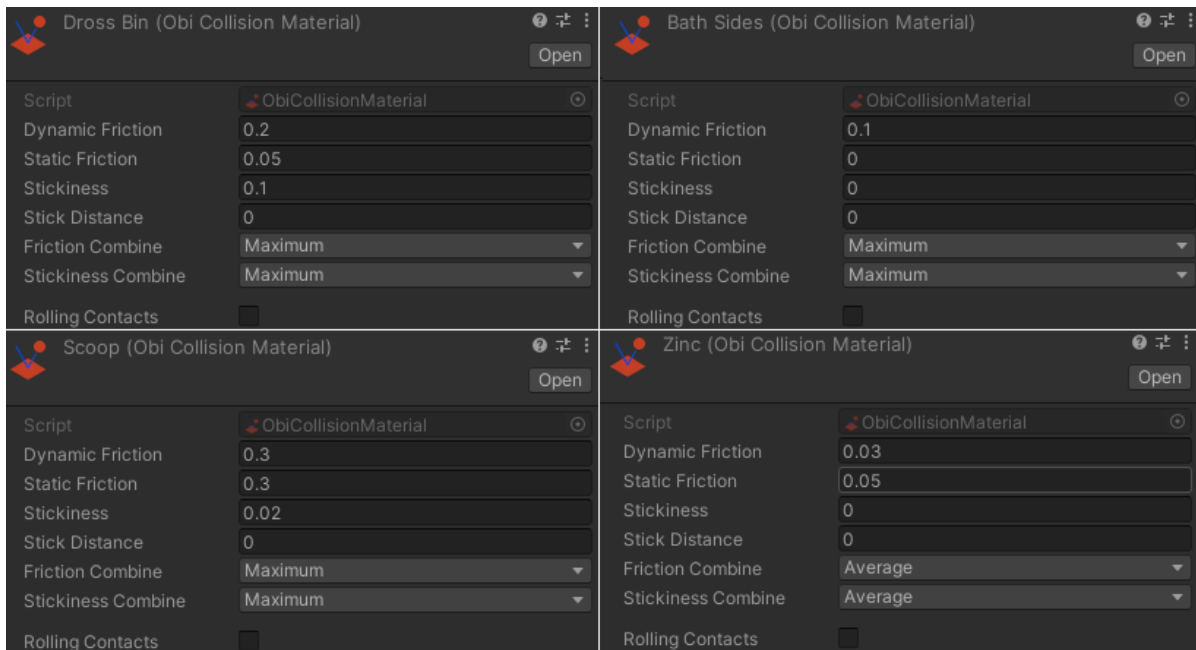 Dross Bin (Obi Collision Material)
Open
Script ObiCollisionMaterial
Dynamic Friction 0.2
Static Friction 0.05
Stickiness 0.1
Stick Distance 0
Friction Combine Maximum
Stickiness Combine Maximum
Rolling Contacts
Bath Sides (Obi Collision Material)
Open
Script ObiCollisionMaterial
Dynamic Friction 0.1
Static Friction 0
Stickiness 0
Stick Distance 0
Friction Combine Maximum
Stickiness Combine Maximum
Rolling Contacts
Scoop (Obi Collision Material)
Open
Script ObiCollisionMaterial
Dynamic Friction 0.3
Static Friction 0.3
Stickiness 0.02
Stick Distance 0
Friction Combine Maximum
Stickiness Combine Maximum
Rolling Contacts
Zinc (Obi Collision Material)
Open
Script ObiCollisionMaterial
Dynamic Friction 0.03
Static Friction 0.05
Stickiness 0
Stick Distance 0
Friction Combine Average
Stickiness Combine Average
Rolling Contacts